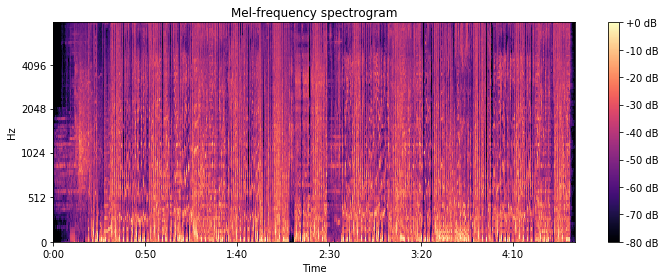 Mel-frequency spectrogram
Hz
4096
2048
1024
512
0
0:00
0:50
1:40
2:30
3:20
4:10
Time
+0 dB
-10 dB
-20 dB
-30 dB
-40 dB
-50 dB
-60 dB
-70 dB
-80 dB